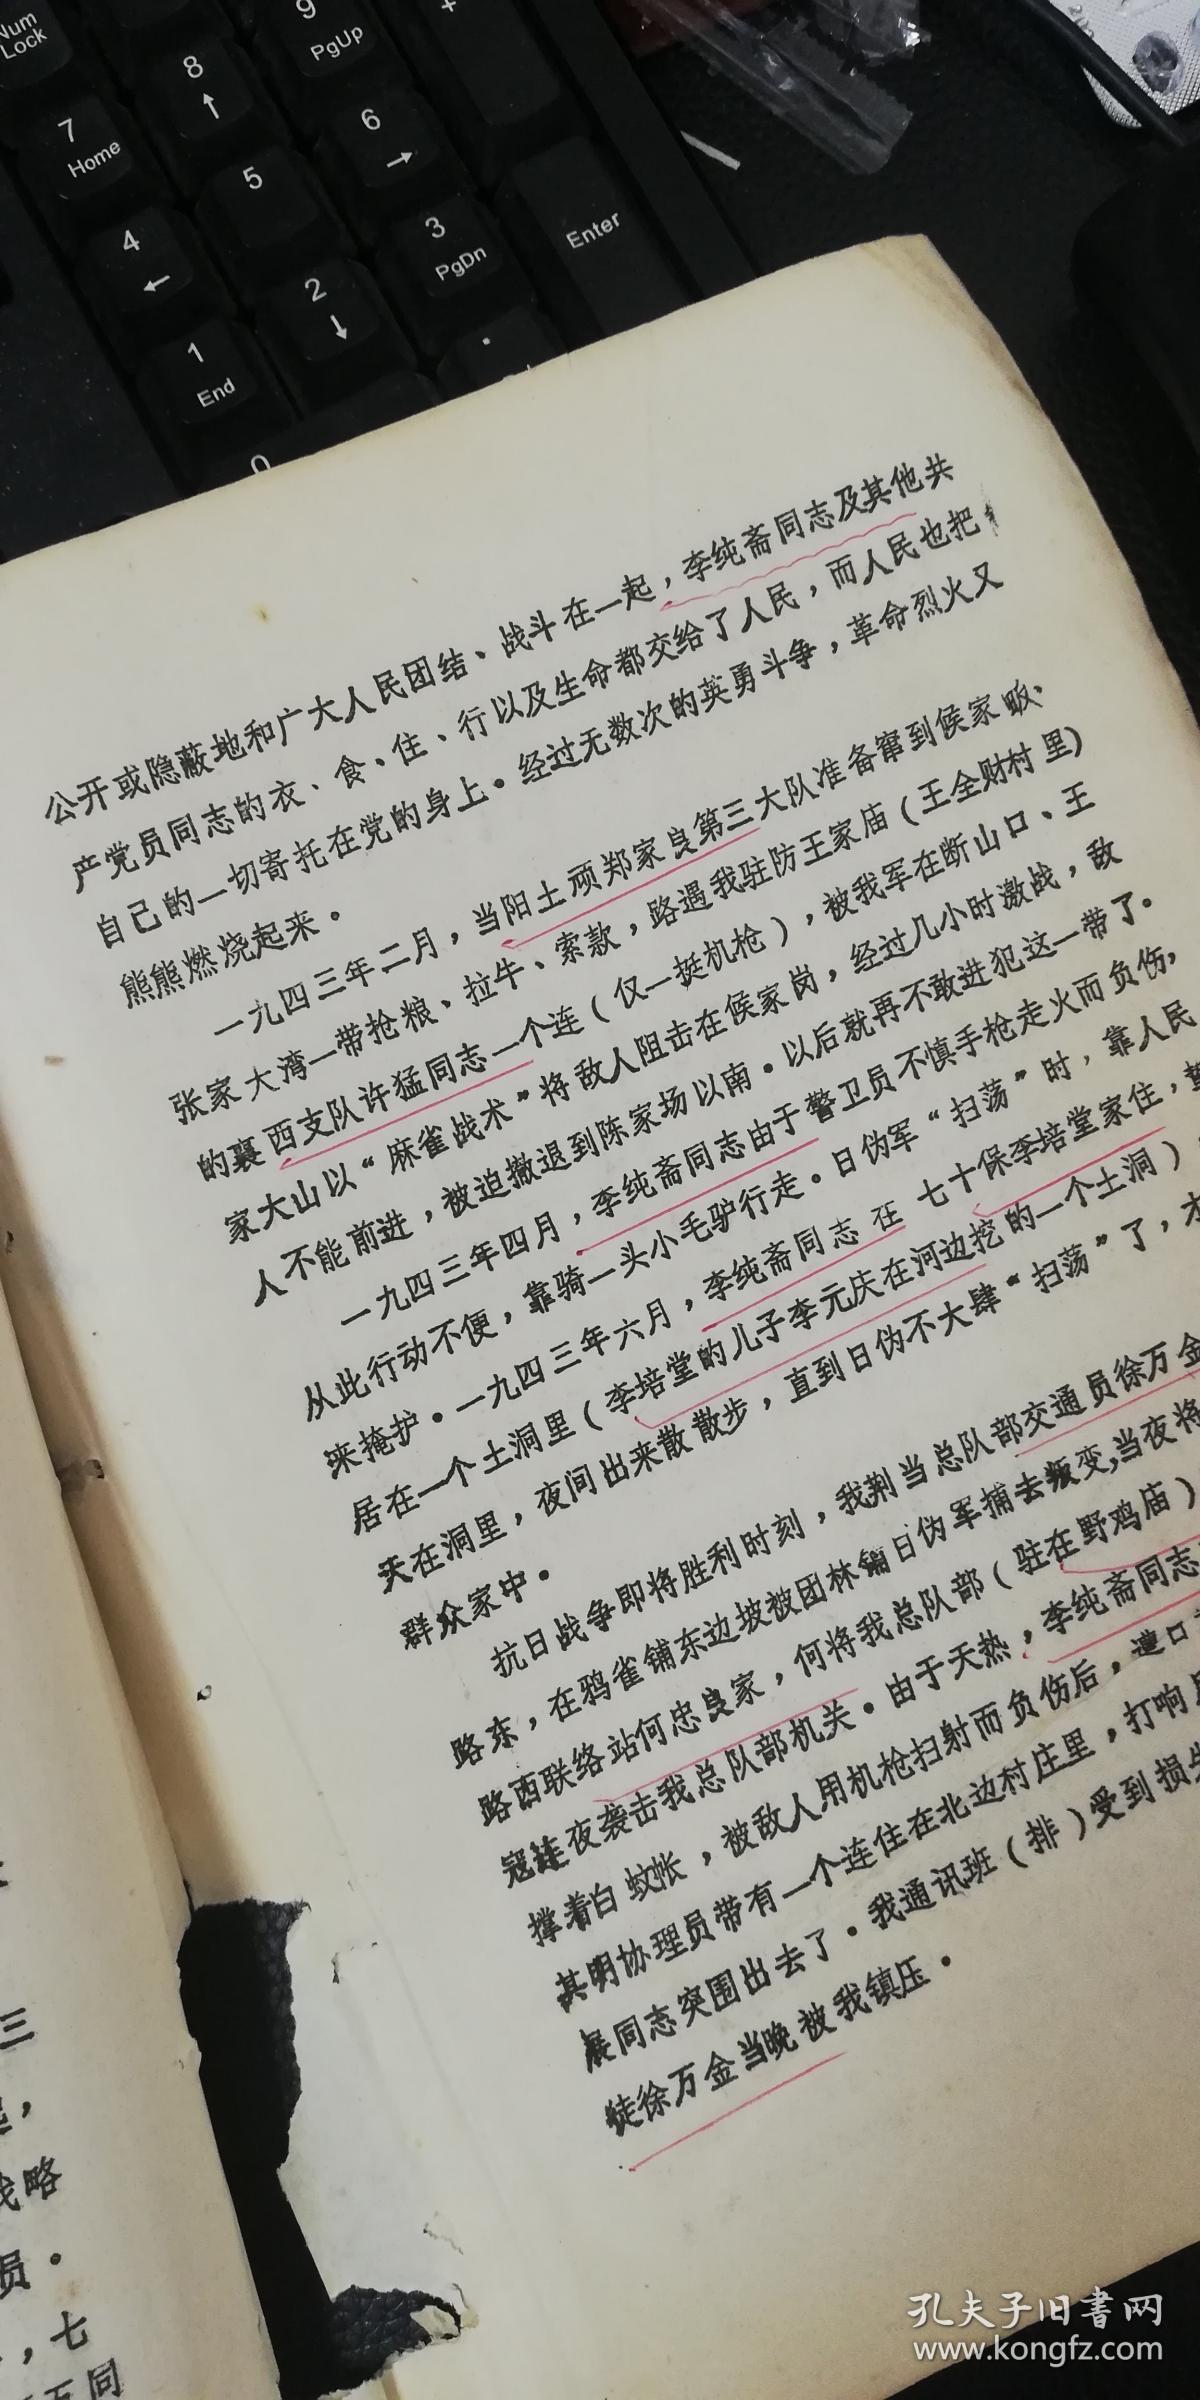 Num
Lock
9
PgUp
+
8
7
Home
6
5
4
3
PgDn
Enter
2
1
End
0
公开或隐蔽地和广大人民团结、战斗在一起，李纯斋同志及其他共
产党员同志的衣、食、住、行以及生命都交给了人民，而人民也把
自己的一切寄托在党的身上。经过无数次的英勇斗争，革命烈火又
熊熊燃烧起来。
一九四三年二月，当阳土顽郑家良第三大队准备窜到侯家畈、
张家大湾一带抢粮、拉牛、索款，路遇我驻防王家庙（王全财村里）
的襄西支队许猛同志一个连（仅一挺机枪），被我军在断山口、王
家大山以“麻雀战术”将敌人阻击在侯家岗，经过几小时激战，敌
人不能前进，被迫撤退到陈家场以南。以后就再不敢进犯这一带了。
一九四三年四月，李纯斋同志由于警卫员不慎手枪走火而负伤，
从此行动不便，靠骑一头小毛驴行走。日伪军“扫荡”时，靠人民
来掩护。一九四三年六月，李纯斋同志在七十保李培堂家住，
居在一个土洞里（李培堂的儿子李元庆在河边挖的一个土洞）
天在洞里，夜间出来散散步，直到日伪不大肆“扫荡”了，才
群众家中。
抗日战争即将胜利时刻，我荆当总队部交通员徐万金
路东，在鸦雀铺东边坡被团林铺日伪军捕去叛变，当夜将
路西联络站何忠良家，何将我总队部（驻在野鸡庙）
寇连夜袭击我总队部机关。由于天热，李纯斋同志
撑着白蚊帐，被敌人用机枪扫射而负伤后，遭口
其明协理员带有一个连住在北边村庄里，打响
展同志突围出去了。我通讯班（排）受到损失
徒徐万金当晚被我镇压。
三
，
战略
员。
，七
同
孔夫子旧书网
www.kongfz.com